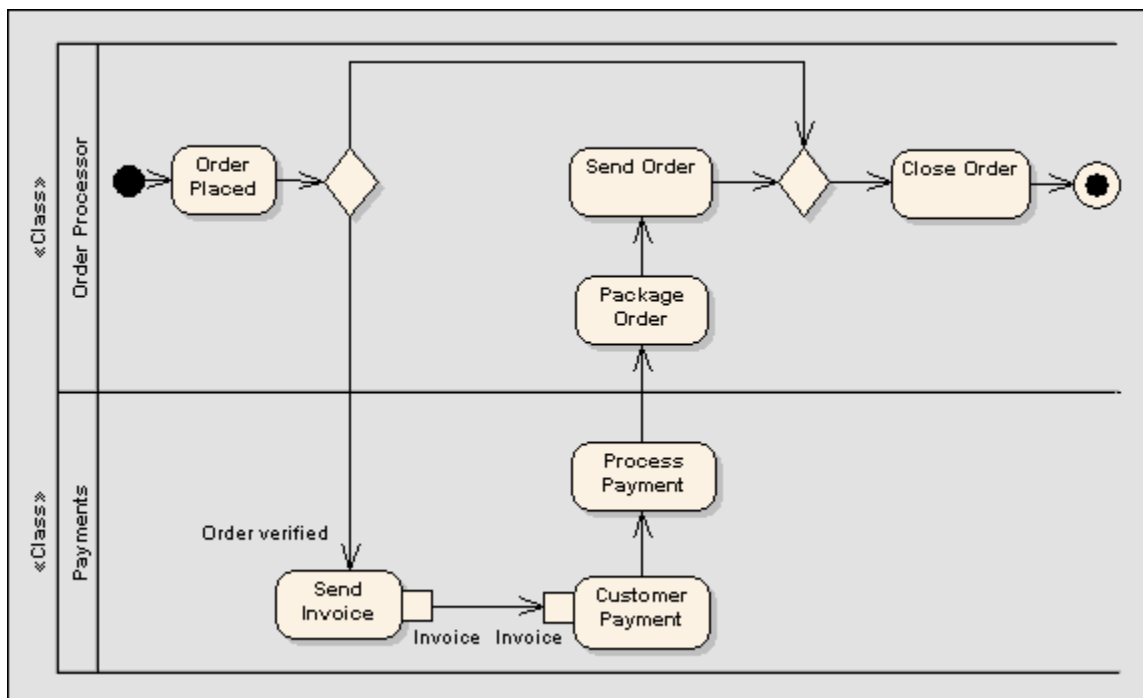 «Class»
Order Processor
Order
Placed
Send Order
Close Order
Package
Order
«Class»
Payments
Process
Payment
Order verified
Send
Invoice
Invoice
Invoice
Customer
Payment